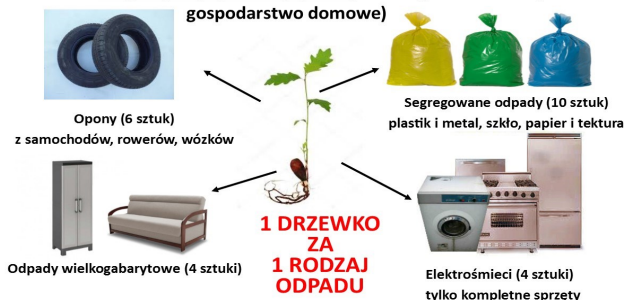 gospodarstwo domowe)
Opony (6 sztuk)
z samochodów, rowerów, wózków
Segregowane odpady (10 sztuk)
plastik i metal, szkło, papier i tektura
Odpady wielkogabarytowe (4 sztuki)
1 DRZEWKO
ZA
1 RODZAJ
ODPADU
Elektrośmieci (4 sztuki)
tylko kompletne sprzęty